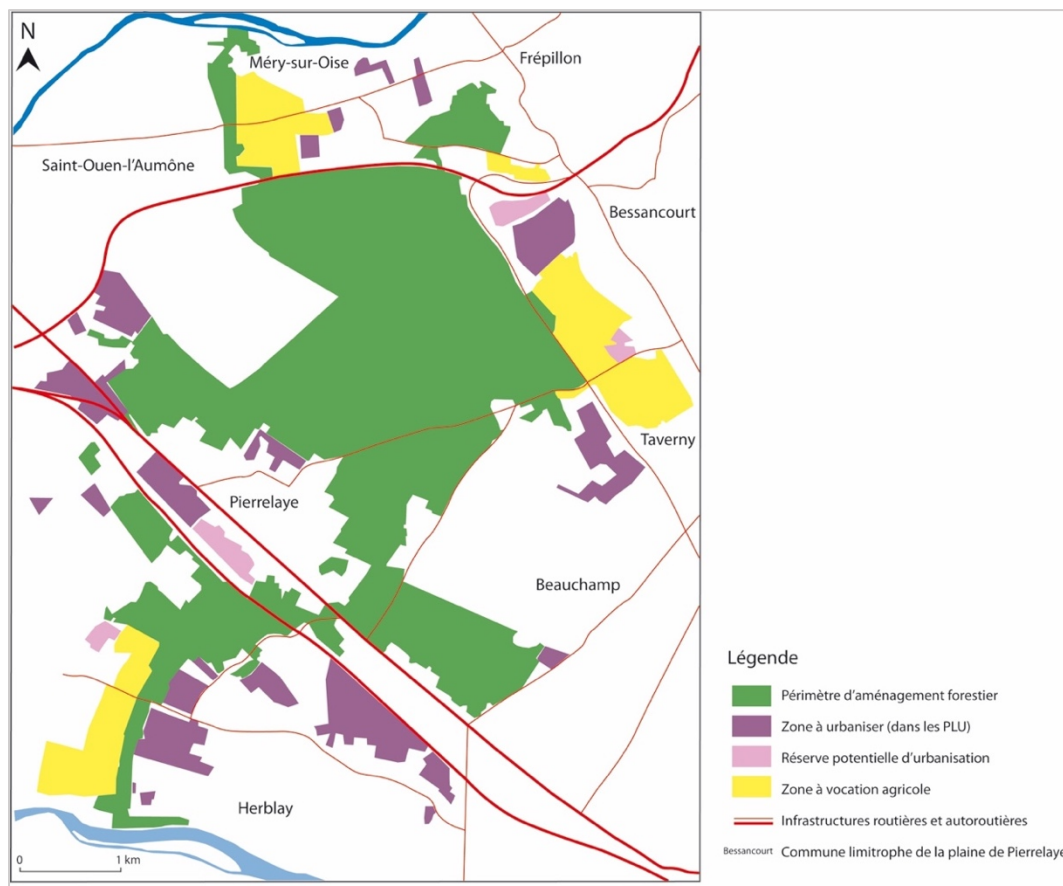 N
Méry-sur-Oise
Frépillon
Saint-Ouen-l'Aumône
Bessancourt
Taverny
Pierrelaye
Beauchamp
Herblay
0
1 km
Légende
Périmètre d'aménagement forestier
Zone à urbaniser (dans les PLU)
Réserve potentielle d'urbanisation
Zone à vocation agricole
Infrastructures routières et autoroutières
Bessancourt Commune limitrophe de la plaine de Pierrelaye